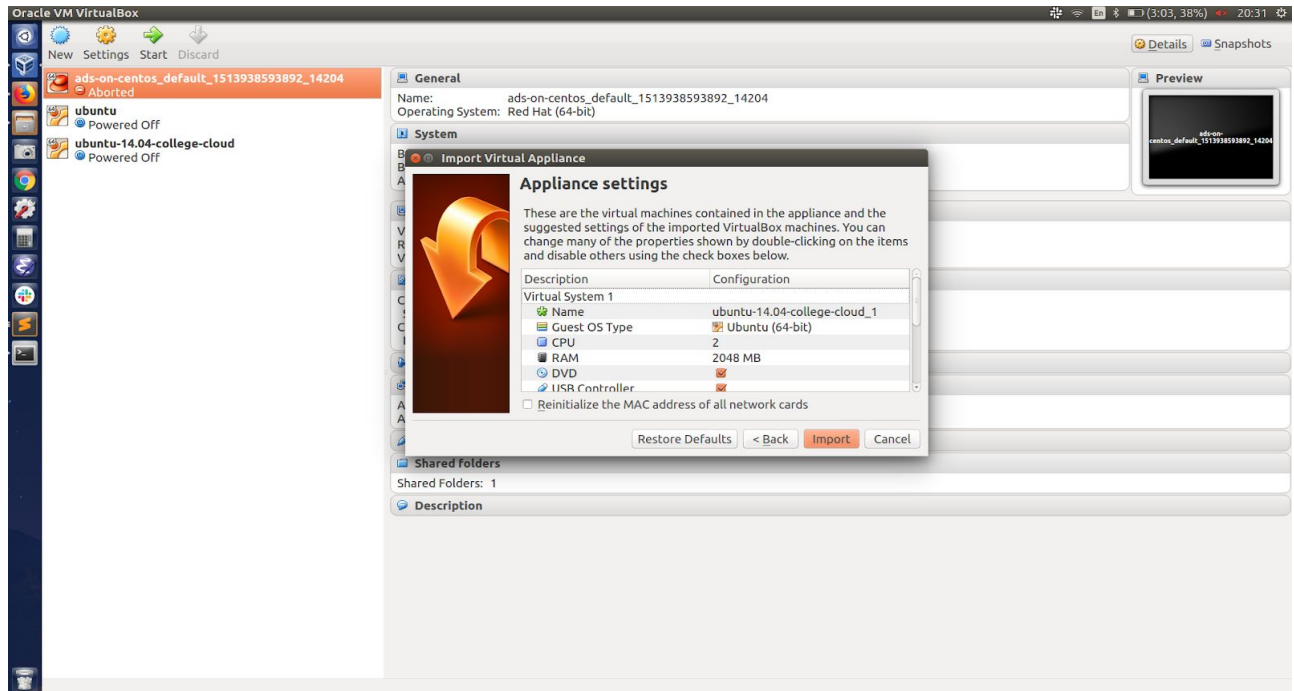 Oracle VM VirtualBox
En
(3:03, 38%)
20:31
New Settings Start Discard
Details
Snapshots
ads-on-centos_default_1513938593892_14204
Aborted
ubuntu
Powered Off
ubuntu-14.04-college-cloud
Powered Off
General
Name: ads-on-centos_default_1513938593892_14204
Operating System: Red Hat (64-bit)
System
Preview
ads-on-
centos_default_1513938593892_14204
Import Virtual Appliance
Appliance settings
These are the virtual machines contained in the appliance and the
suggested settings of the imported VirtualBox machines. You can
change many of the properties shown by double-clicking on the items
and disable others using the check boxes below.
Description Configuration
Virtual System 1
Name ubuntu-14.04-college-cloud_1
Guest OS Type Ubuntu (64-bit)
CPU 2
RAM 2048 MB
DVD
USB Controller
Reinitialize the MAC address of all network cards
Restore Defaults < Back Import Cancel
Shared folders
Shared Folders: 1
Description